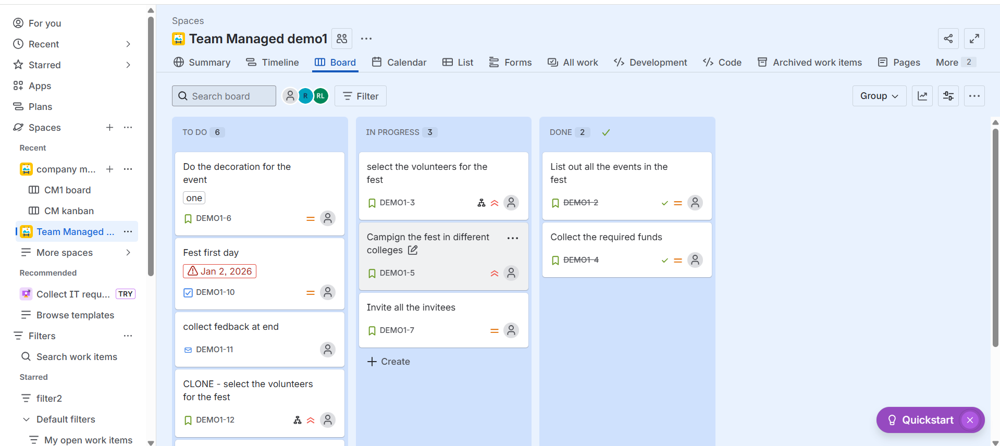 For you
Recent
Starred
Apps
Plans
Spaces
Recent
company m...
CM1 board
CM kanban
Team Managed ...
More spaces
Recommended
Collect IT requ... TRY
Browse templates
Filters
Search work items
Starred
filter2
Default filters
My open work items
Spaces
Team Managed demo1
Summary Timeline Board Calendar List Forms All work Development Code Archived work items Pages More 2
Search board R RL Filter Group
TO DO 6
Do the decoration for the
event
one
DEMO1-6
Fest first day
Jan 2, 2026
DEMO1-10
collect fedback at end
DEMO1-11
CLONE - select the volunteers
for the fest
DEMO1-12
IN PROGRESS 3
select the volunteers for the
fest
DEMO1-3
Campign the fest in different
colleges
DEMO1-5
Invite all the invitees
DEMO1-7
Create
DONE 2
List out all the events in the
fest
DEMO1-2
Collect the required funds
DEMO1-4
Quickstart